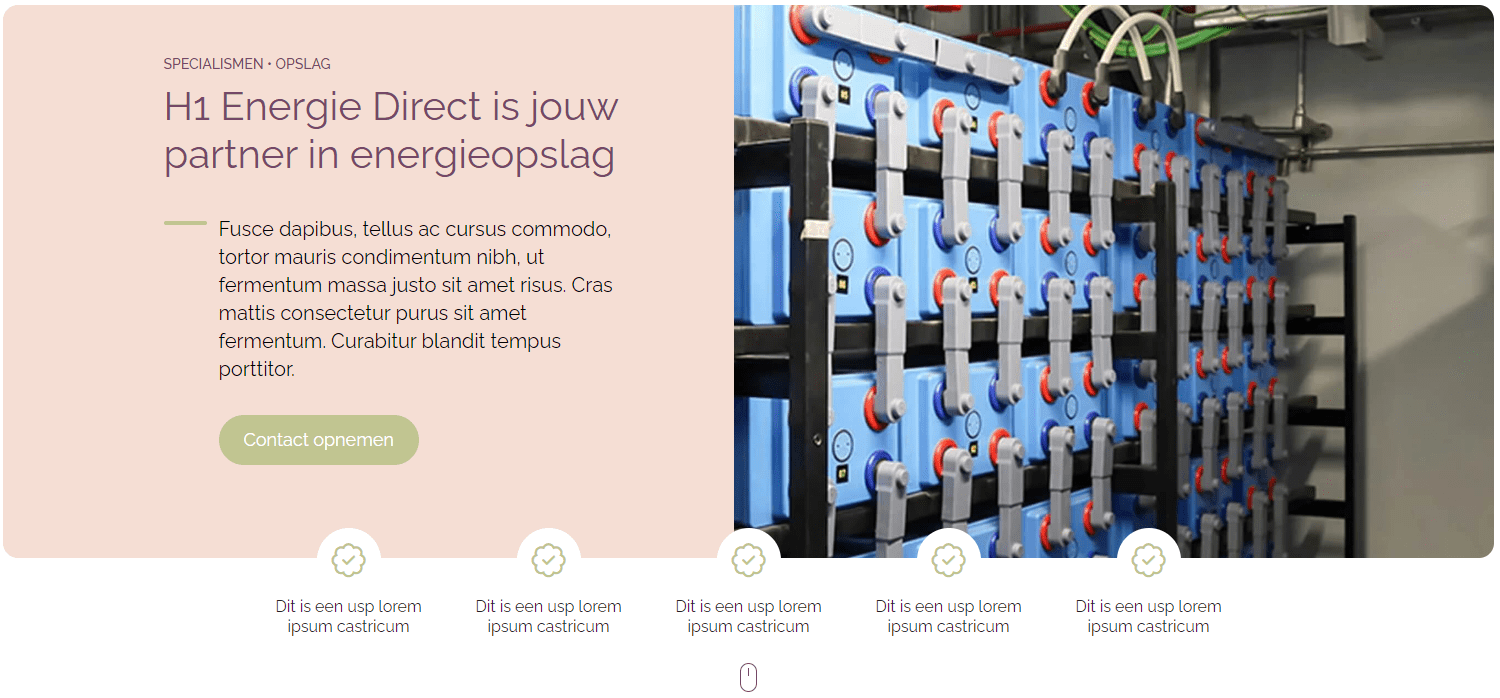 SPECIALISMEN • OPSLAG
H1 Energie Direct is jouw
partner in energieopslag
Fusce dapibus, tellus ac cursus commodo,
tortor mauris condimentum nibh, ut
fermentum massa justo sit amet risus. Cras
mattis consectetur purus sit amet
fermentum. Curabitur blandit tempus
porttitor.
Contact opnemen
Dit is een usp lorem
ipsum castricum
Dit is een usp lorem
ipsum castricum
Dit is een usp lorem
ipsum castricum
Dit is een usp lorem
ipsum castricum
Dit is een usp lorem
ipsum castricum